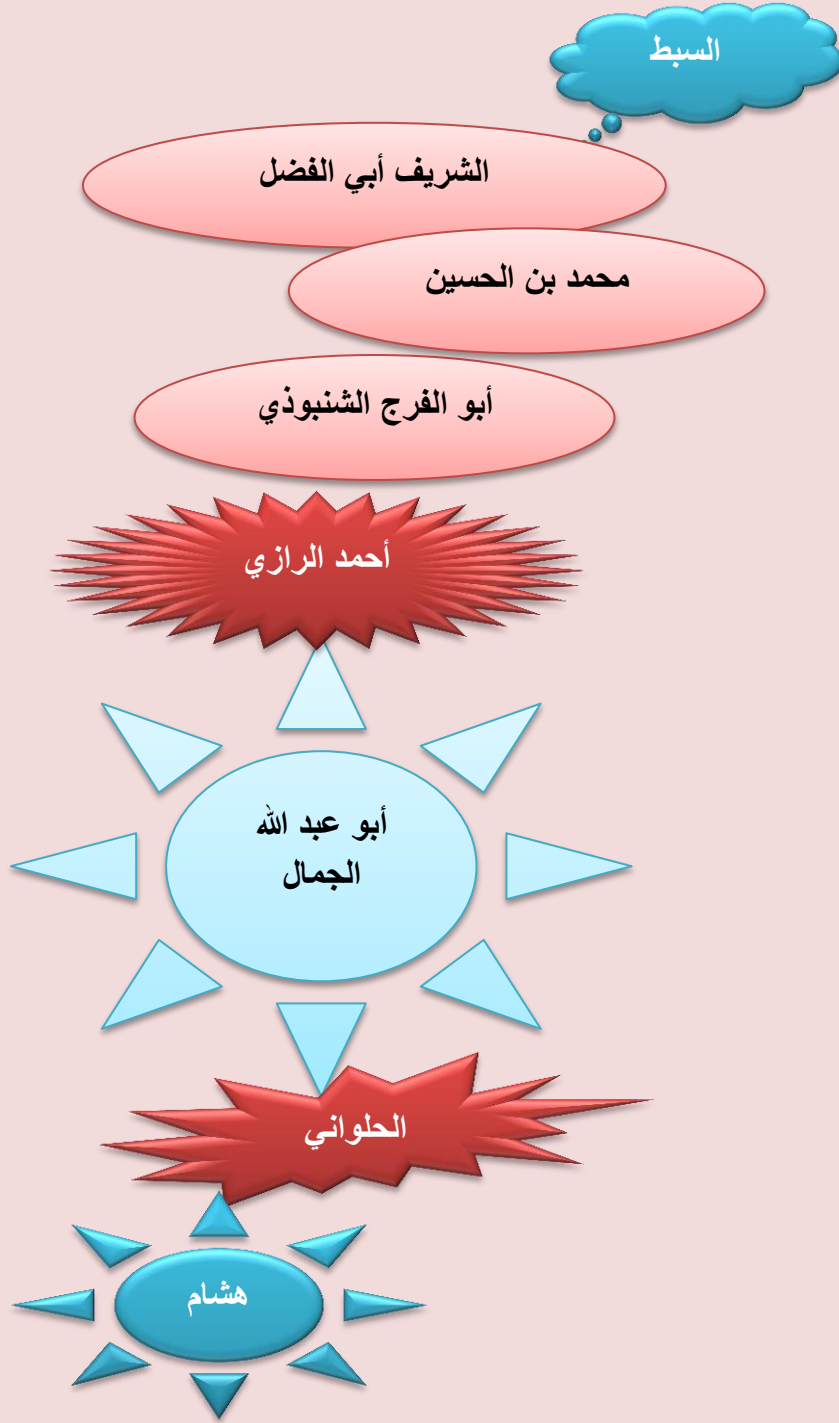 السبط
الشريف أبي الفضل
محمد بن الحسين
أبو الفرج الشنبوذي
أحمد الرازي
أبو عبد الله
الجمال
الحلواني
هشام